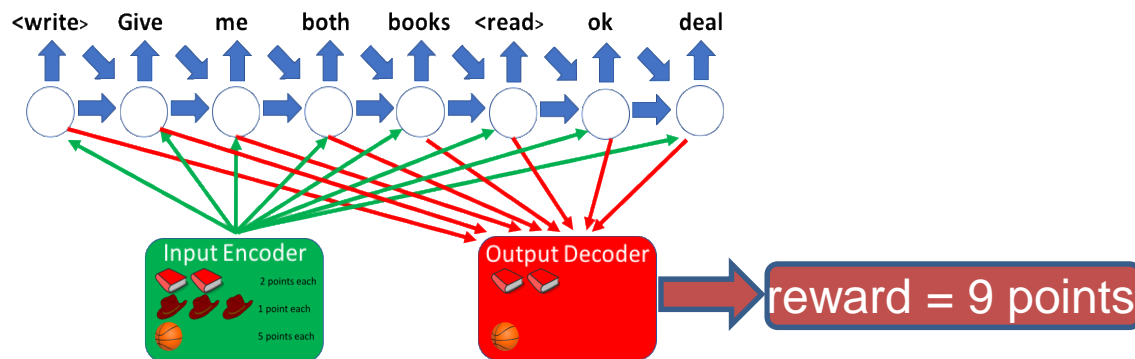 <write> Give me both books <read> ok deal
Input Encoder
2 points each
1 point each
5 points each
Output Decoder
reward = 9 points